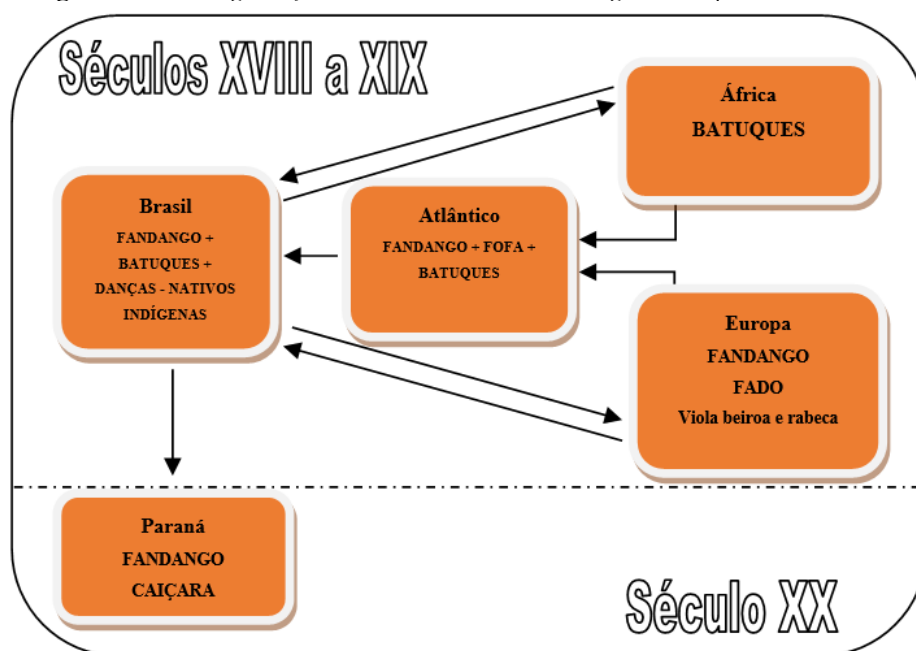 Séculos XVIII a XIX
África
BATUQUES
Brasil
FANDANGO +
BATUQUES +
DANÇAS - NATIVOS
INDÍGENAS
Atlântico
FANDANGO + FOFA +
BATUQUES
Europa
FANDANGO
FADO
Viola beiroa e rabeca
Paraná
FANDANGO
CAIÇARA
Século XX